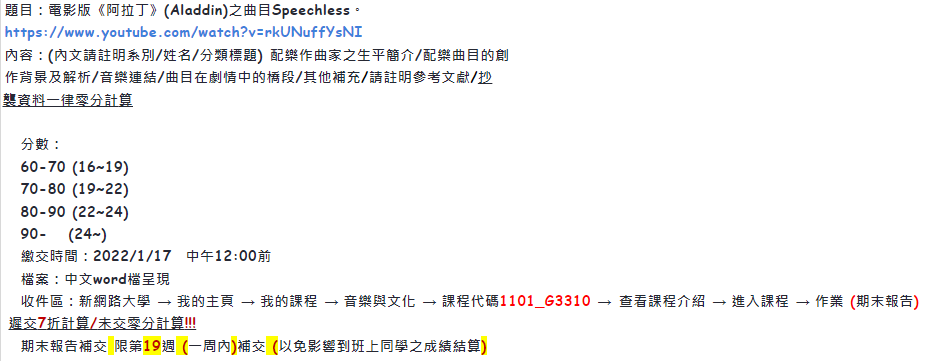 題目：電影版《阿拉丁》(Aladdin)之曲目Speechless。
https://www.youtube.com/watch?v=rkUNuffYsNI
內容：(內文請註明系別/姓名/分類標題) 配樂作曲家之生平簡介/配樂曲目的創
作背景及解析/音樂連結/曲目在劇情中的橋段/其他補充/請註明參考文獻/抄
襲資料一律零分計算
分數：
60-70 (16~19)
70-80 (19~22)
80-90 (22~24)
90- (24~)
繳交時間：2022/1/17 中午12:00前
檔案：中文word檔呈現
收件區：新網路大學 → 我的主頁 → 我的課程 → 音樂與文化 → 課程代碼1101_G3310 → 查看課程介紹 → 進入課程 → 作業 (期末報告)
遲交7折計算/未交零分計算!!!
期末報告補交 限第19週 (一周內)補交 (以免影響到班上同學之成績結算)